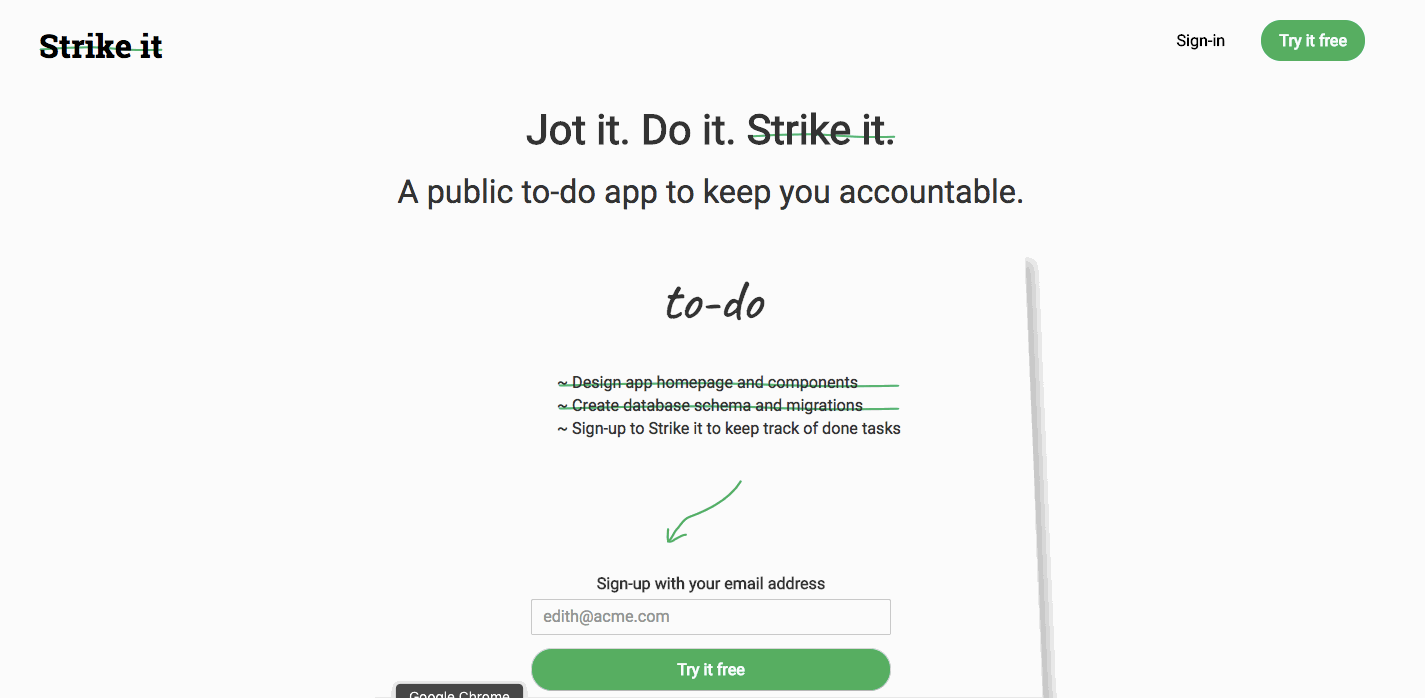 Strike it
Sign-in
Try it free
Jot it. Do it. Strike it.
A public to-do app to keep you accountable.
to-do
~ Design app homepage and components
~ Create database schema and migrations
~ Sign-up to Strike it to keep track of done tasks
Sign-up with your email address
edith@acme.com
Try it free
Google Chrome